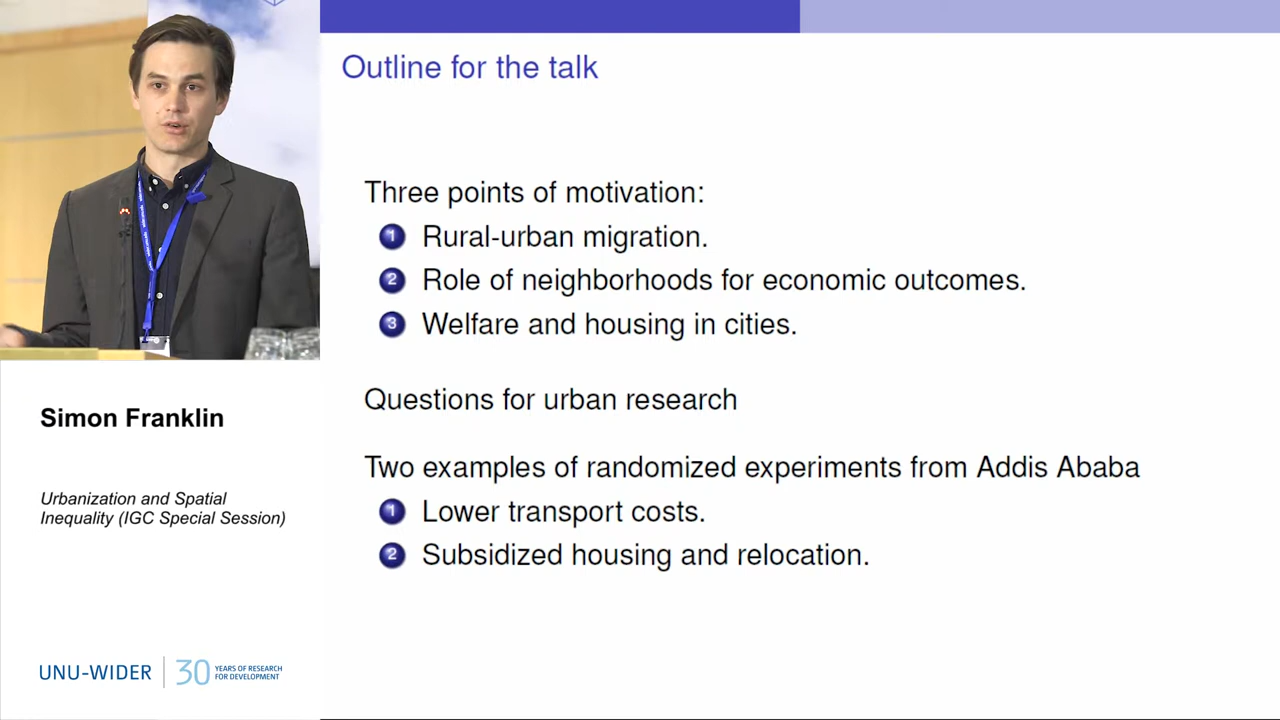 Outline for the talk
Three points of motivation:
1 Rural-urban migration.
2 Role of neighborhoods for economic outcomes.
3 Welfare and housing in cities.
Questions for urban research
Two examples of randomized experiments from Addis Ababa
1 Lower transport costs.
2 Subsidized housing and relocation.
Simon Franklin
Urbanization and Spatial
Inequality (IGC Special Session)
UNU-WIDER
30 YEARS OF RESEARCH
FOR DEVELOPMENT